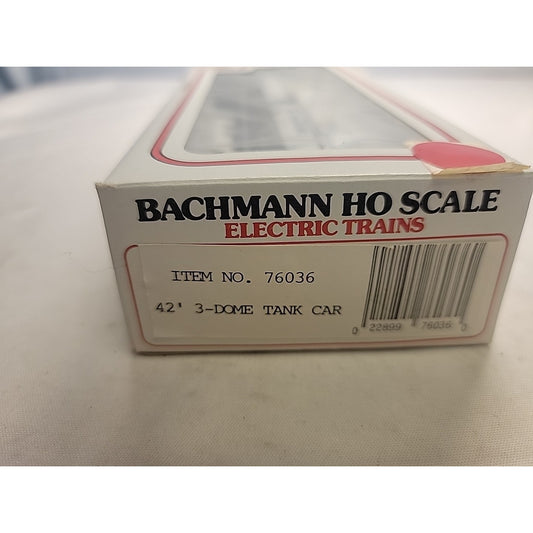 BACHMANN HO SCALE
ELECTRIC TRAINS
ITEM NO. 76036
42' 3-DOME TANK CAR
0 22899 76036 0